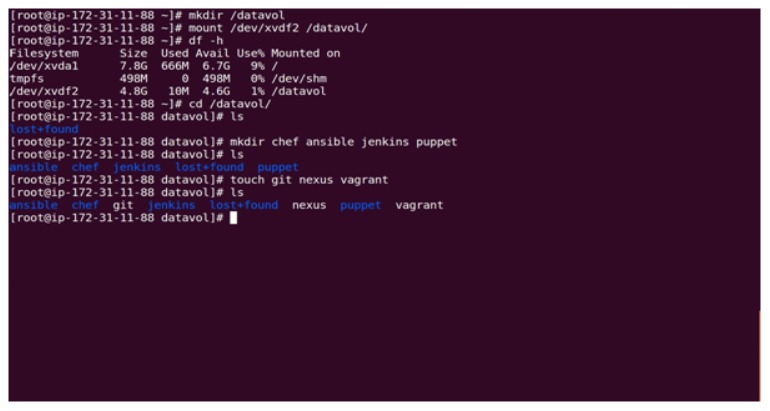 [root@ip-172-31-11-88 ~]# mkdir /datavol
[root@ip-172-31-11-88 ~]# mount /dev/xvdf2 /datavol/
[root@ip-172-31-11-88 ~]# df -h
Filesystem      Size  Used Avail Use% Mounted on
/dev/xvda1      7.8G  666M  6.7G   9% /
tmpfs           498M     0  498M   0% /dev/shm
/dev/xvdf2      4.8G   10M  4.6G   1% /datavol
[root@ip-172-31-11-88 ~]# cd /datavol/
[root@ip-172-31-11-88 datavol]# ls
lost+found
[root@ip-172-31-11-88 datavol]# mkdir chef ansible jenkins puppet
[root@ip-172-31-11-88 datavol]# ls
ansible  chef  jenkins  lost+found  puppet
[root@ip-172-31-11-88 datavol]# touch git nexus vagrant
[root@ip-172-31-11-88 datavol]# ls
ansible  chef  git  jenkins  lost+found  nexus  puppet  vagrant
[root@ip-172-31-11-88 datavol]#